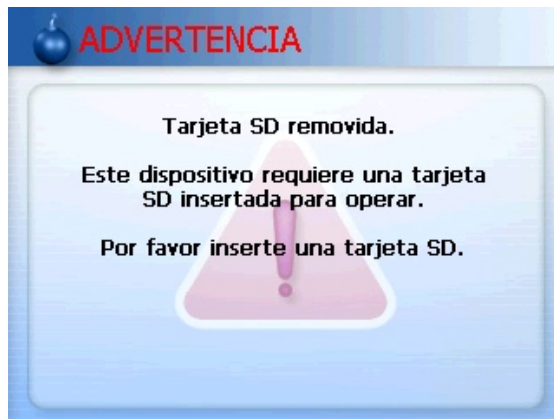 ADVERTENCIA
Tarjeta SD removida.
Este dispositivo requiere una tarjeta
SD insertada para operar.
Por favor inserte una tarjeta SD.